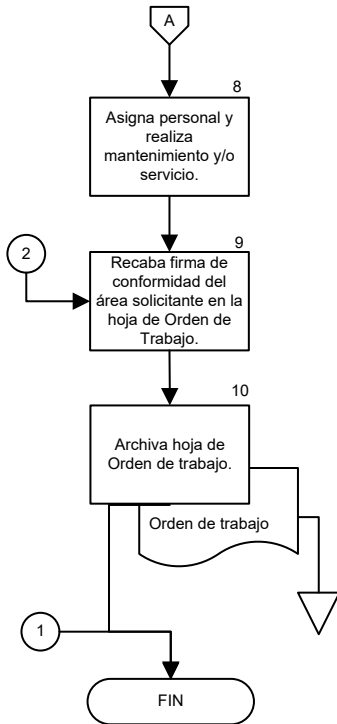 A
8
Asigna personal y
realiza
mantenimiento y/o
servicio.
9
2
Recaba firma de
conformidad del
área solicitante en la
hoja de Orden de
Trabajo.
10
Archiva hoja de
Orden de trabajo.
Orden de trabajo
1
FIN